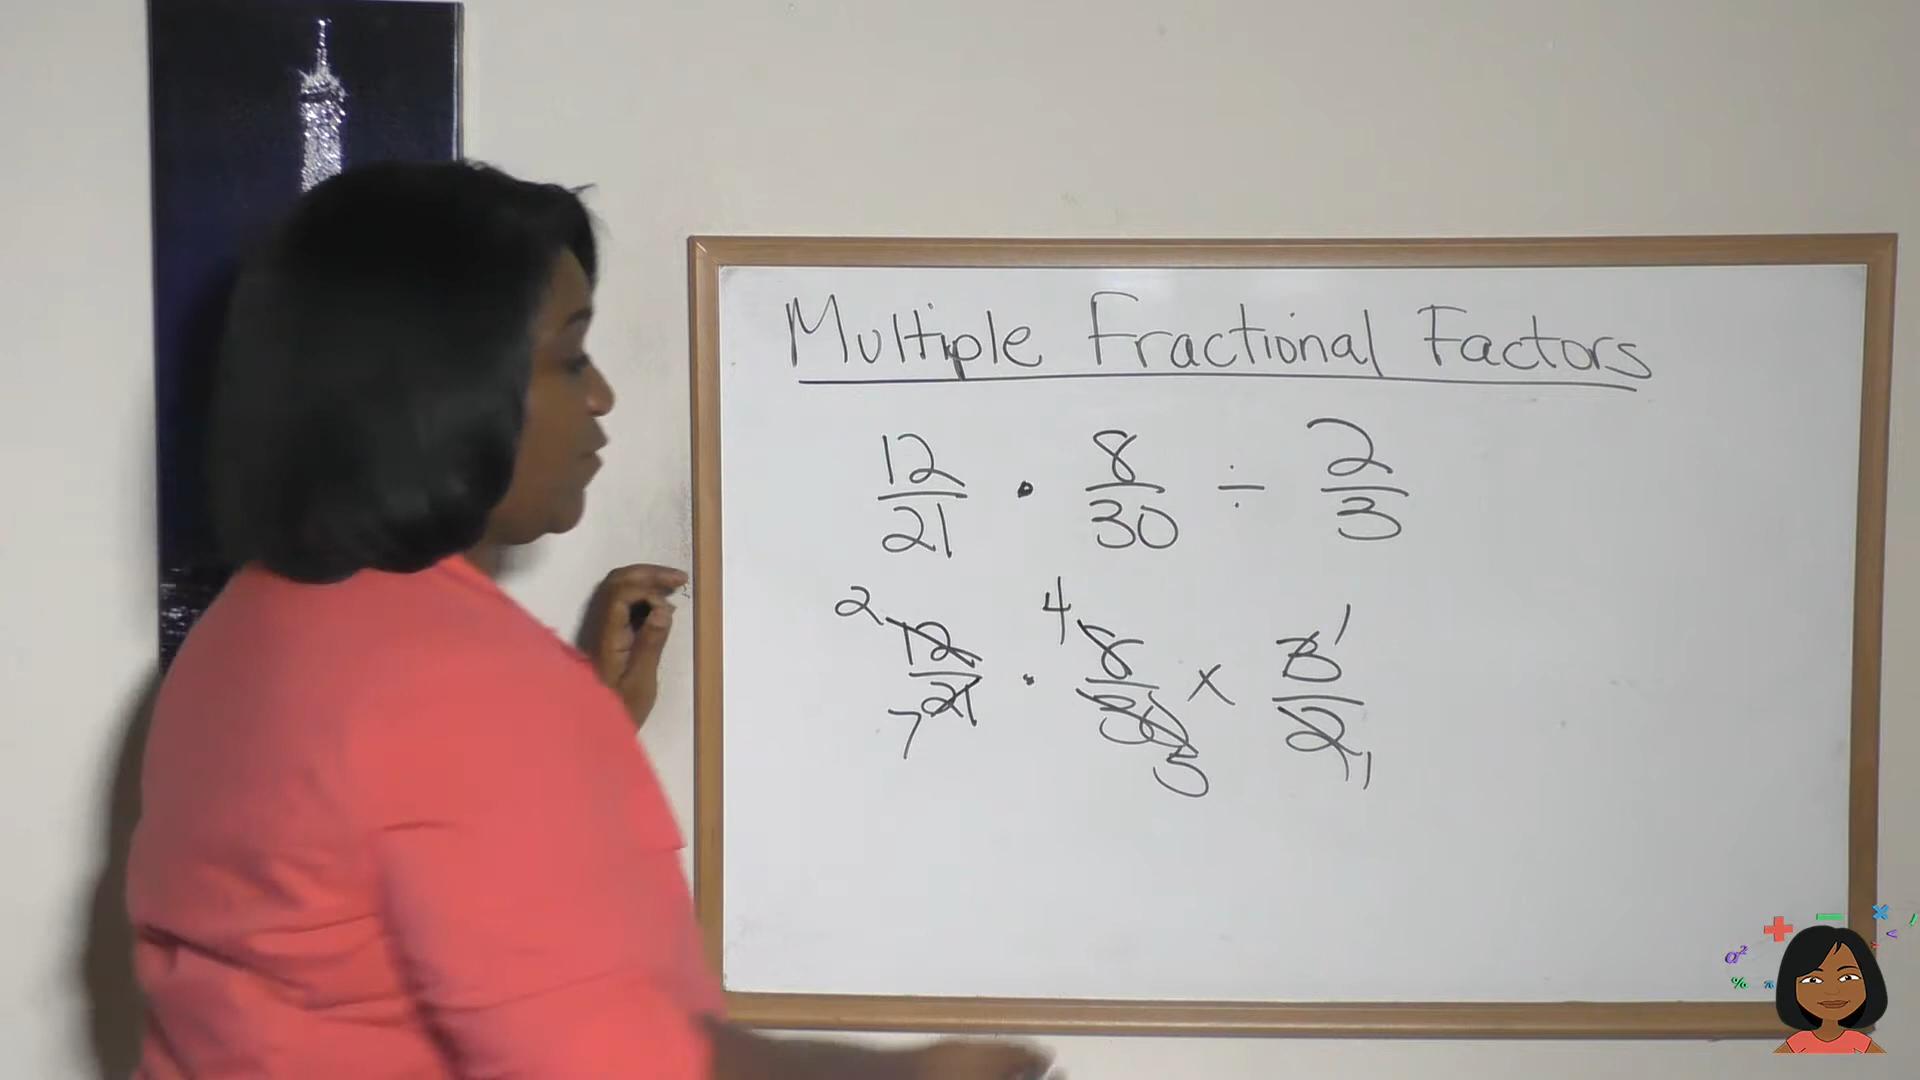 Multiple Fractional Factors
12/21 · 8/30 ÷ 2/3
2 12/21 7 · 4 8/30 5 × 3/2 1 1
+ − × a² % π < /